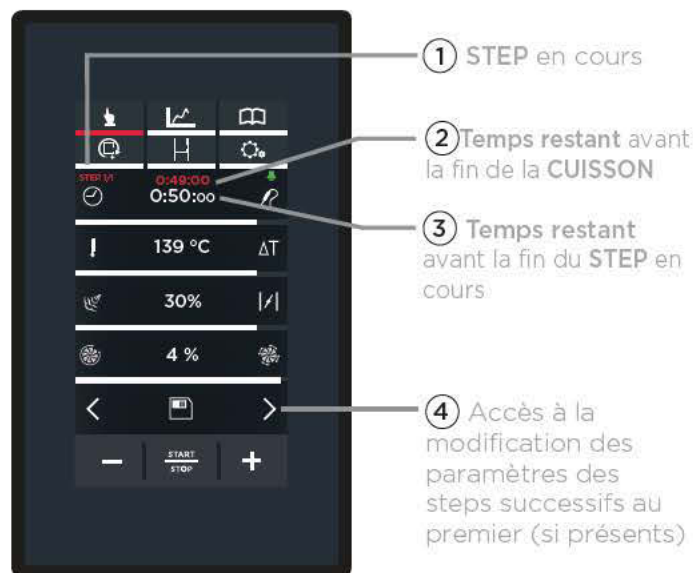 STEP 1/1
0:49:00
0:50:00
139 °C
ΔT
30%
4 %
START
STOP
1 STEP en cours
2 Temps restant avant
la fin de la CUISSON
3 Temps restant
avant la fin du STEP en
cours
4 Accès à la
modification des
paramètres des
steps successifs au
premier (si présents)